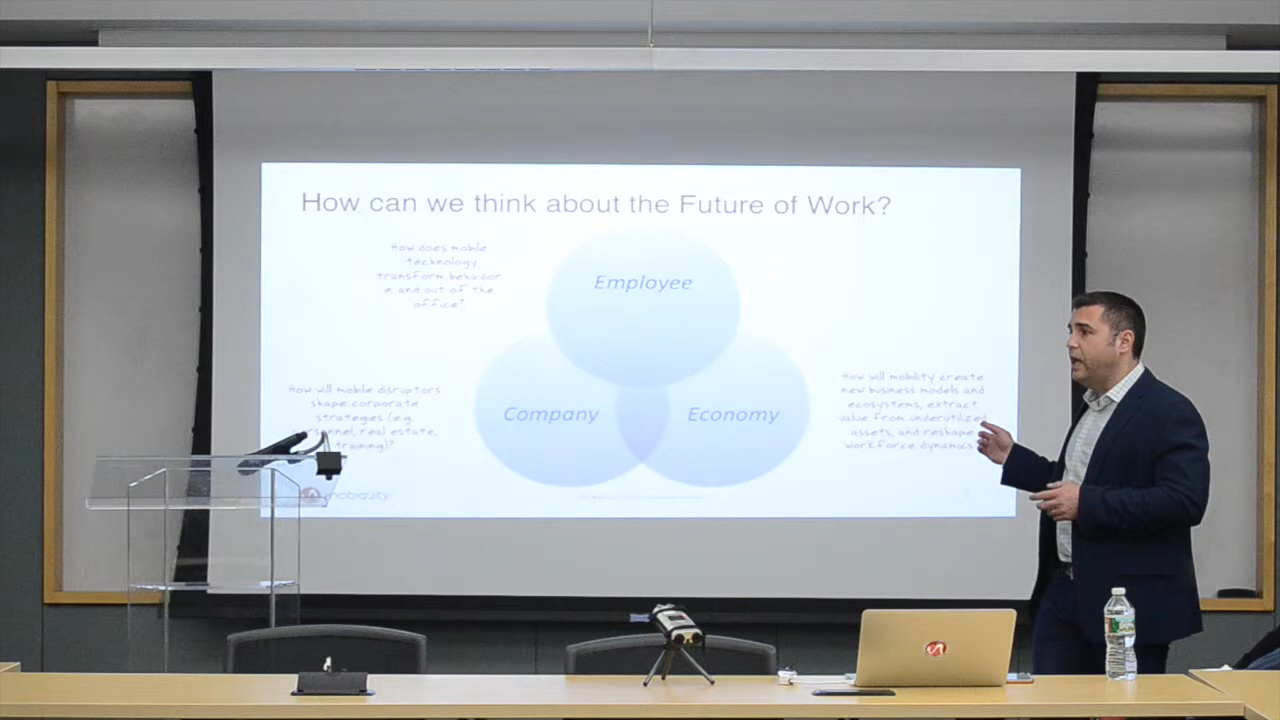 How can we think about the Future of Work?
How does mobile
technology
transform behavior
in and out of the
office?
Employee
How will mobile disruptors
shape corporate
strategies (e.g.
real estate,
training)?
Company
Economy
How will mobility create
new business models and
ecosystems, extract
value from underutilized
assets, and reshape
workforce dynamics
mobiquity